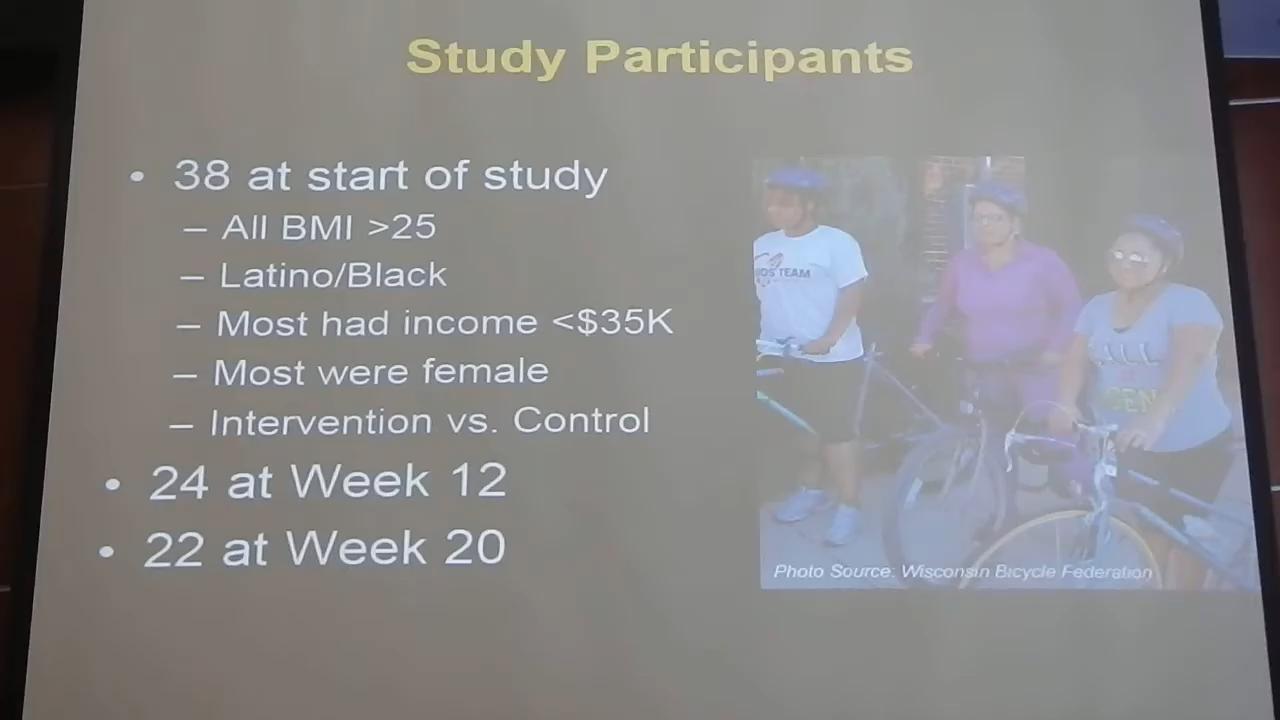 Study Participants
• 38 at start of study
– All BMI >25
– Latino/Black
– Most had income <$35K
– Most were female
– Intervention vs. Control
• 24 at Week 12
• 22 at Week 20
TEAM
Photo Source: Wisconsin Bicycle Federation